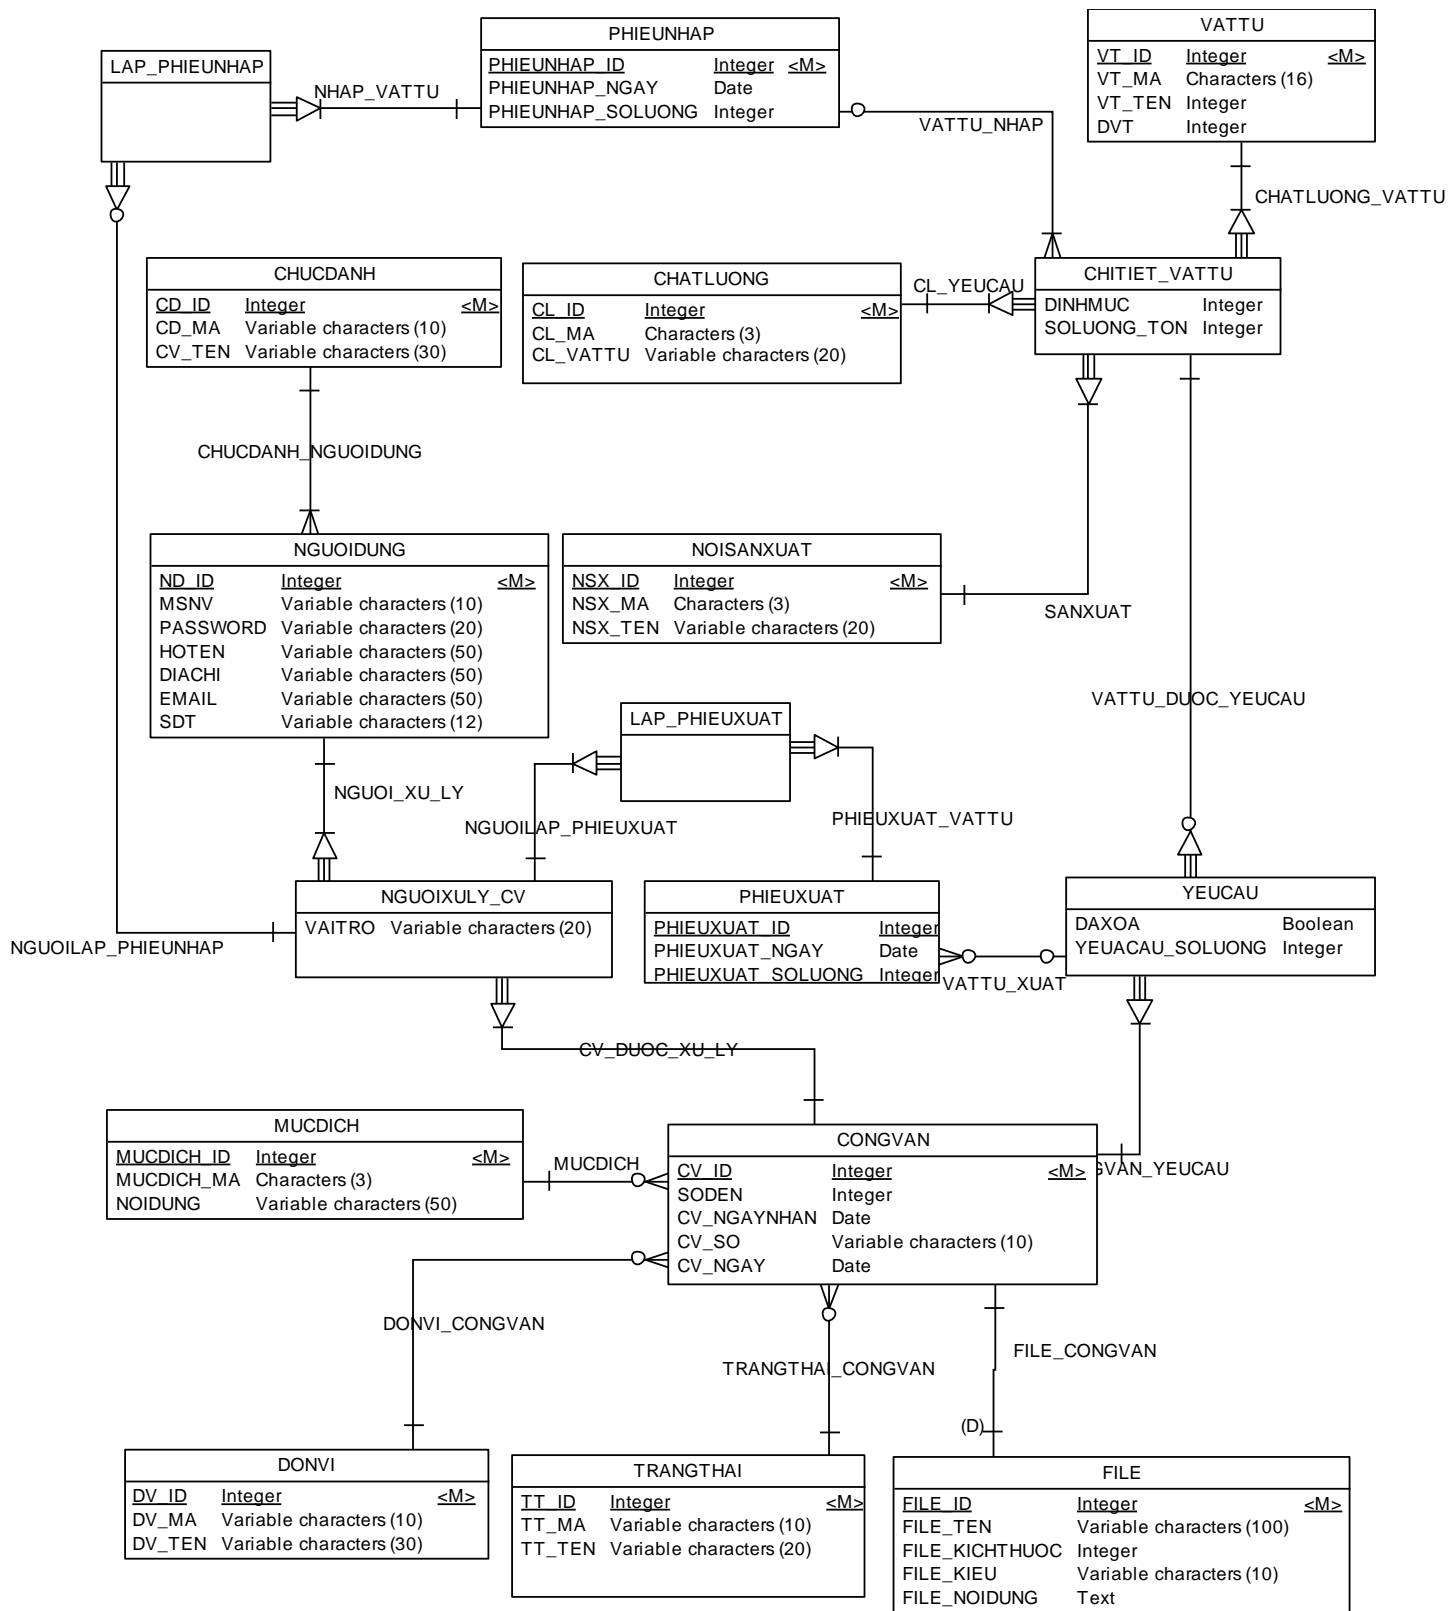 PHIEUNHAP
PHIEUNHAP_ID Integer <M>
PHIEUNHAP_NGAY Date
PHIEUNHAP_SOLUONG Integer
VATTU
VT_ID Integer <M>
VT_MA Characters (16)
VT_TEN Integer
DVT Integer
LAP_PHIEUNHAP
NHAP_VATTU
VATTU_NHAP
CHATLUONG_VATTU
CHUCDANH
CD_ID Integer <M>
CD_MA Variable characters (10)
CV_TEN Variable characters (30)
CHATLUONG
CL_ID Integer <M>
CL_MA Characters (3)
CL_VATTU Variable characters (20)
CL_YEUCAU
CHITIET_VATTU
DINHMUC Integer
SOLUONG_TON Integer
CHUCDANH_NGUOIDUNG
NGUOIDUNG
ND_ID Integer <M>
MSNV Variable characters (10)
PASSWORD Variable characters (20)
HOTEN Variable characters (50)
DIACHI Variable characters (50)
EMAIL Variable characters (50)
SDT Variable characters (12)
NOISANXUAT
NSX_ID Integer <M>
NSX_MA Characters (3)
NSX_TEN Variable characters (20)
SANXUAT
VATTU_DUOC_YEUCAU
LAP_PHIEUXUAT
NGUOI_XU_LY
NGUOILAP_PHIEUXUAT
PHIEUXUAT_VATTU
NGUOIXULY_CV
VAITRO Variable characters (20)
NGUOILAP_PHIEUNHAP
PHIEUXUAT
PHIEUXUAT_ID Integer
PHIEUXUAT_NGAY Date
PHIEUXUAT_SOLUONG Integer
YEUCAU
DAXOA Boolean
YEUACAU_SOLUONG Integer
VATTU_XUAT
CV_DUOC_XU_LY
MUCDICH
MUCDICH_ID Integer <M>
MUCDICH_MA Characters (3)
NOIDUNG Variable characters (50)
MUCDICH
CONGVAN
CV_ID Integer <M>
SODEN Integer
CV_NGAYNHAN Date
CV_SO Variable characters (10)
CV_NGAY Date
GVAN_YEUCAU
DONVI_CONGVAN
TRANGTHAI_CONGVAN
FILE_CONGVAN
(D)
DONVI
DV_ID Integer <M>
DV_MA Variable characters (10)
DV_TEN Variable characters (30)
TRANGTHAI
TT_ID Integer <M>
TT_MA Variable characters (10)
TT_TEN Variable characters (20)
FILE
FILE_ID Integer <M>
FILE_TEN Variable characters (100)
FILE_KICHTHUOC Integer
FILE_KIEU Variable characters (10)
FILE_NOIDUNG Text